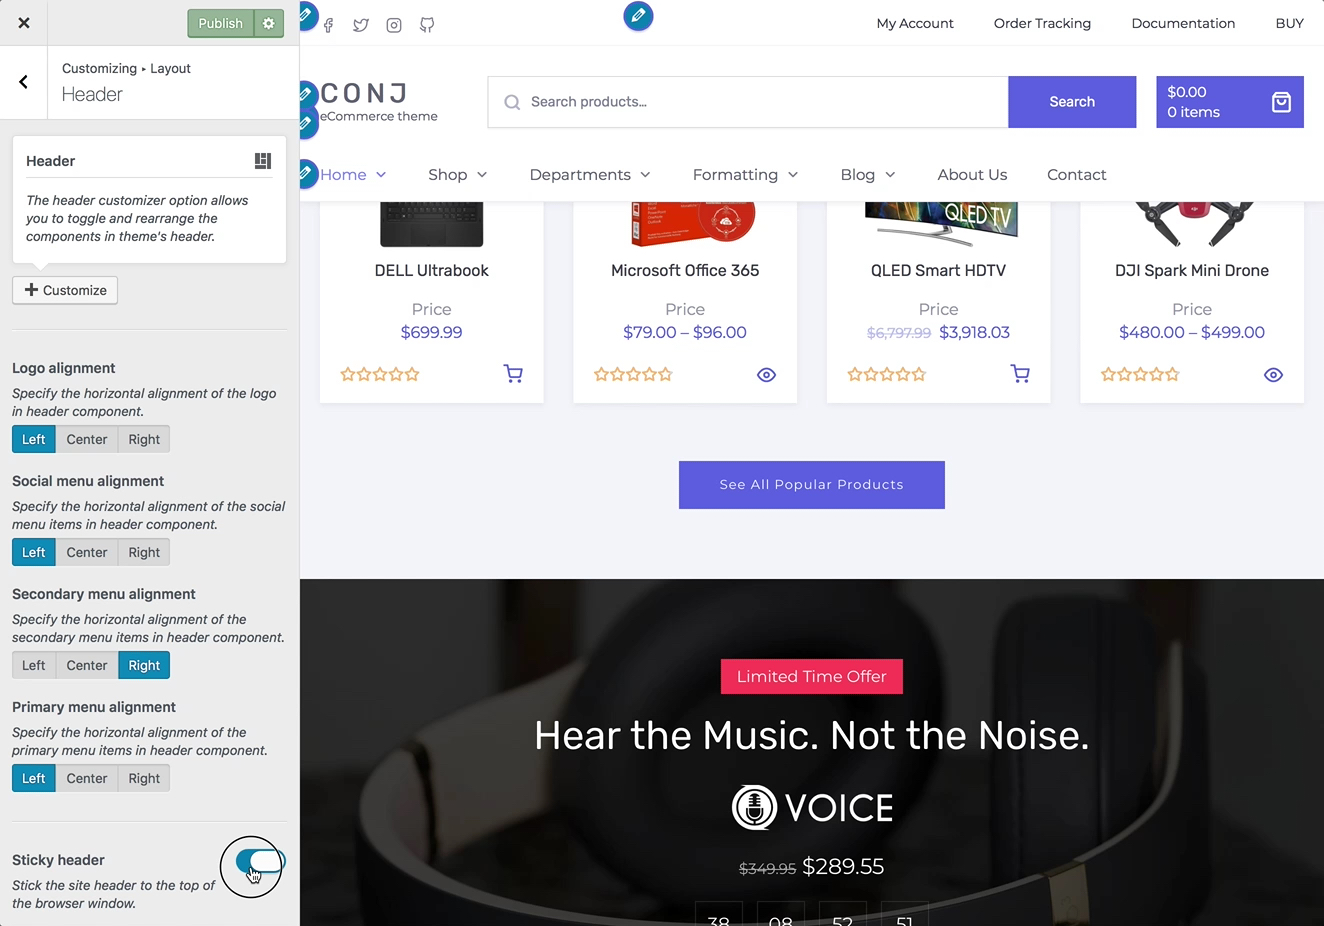 Publish
Customizing ▸ Layout
Header
Header
The header customizer option allows
you to toggle and rearrange the
components in theme's header.
Customize
Logo alignment
Specify the horizontal alignment of the logo
in header component.
Left Center Right
Social menu alignment
Specify the horizontal alignment of the social
menu items in header component.
Left Center Right
Secondary menu alignment
Specify the horizontal alignment of the
secondary menu items in header component.
Left Center Right
Primary menu alignment
Specify the horizontal alignment of the
primary menu items in header component.
Left Center Right
Sticky header
Stick the site header to the top of
the browser window.
My Account Order Tracking Documentation BUY
CONJ
eCommerce theme
Search products...
Search
$0.00
0 items
Home Shop Departments Formatting Blog About Us Contact
QLED TV
DELL Ultrabook
Price
$699.99
Microsoft Office 365
Price
$79.00 – $96.00
QLED Smart HDTV
Price
$6,797.99 $3,918.03
DJI Spark Mini Drone
Price
$480.00 – $499.00
See All Popular Products
Limited Time Offer
Hear the Music. Not the Noise.
VOICE
$349.95 $289.55
38 08 52 51